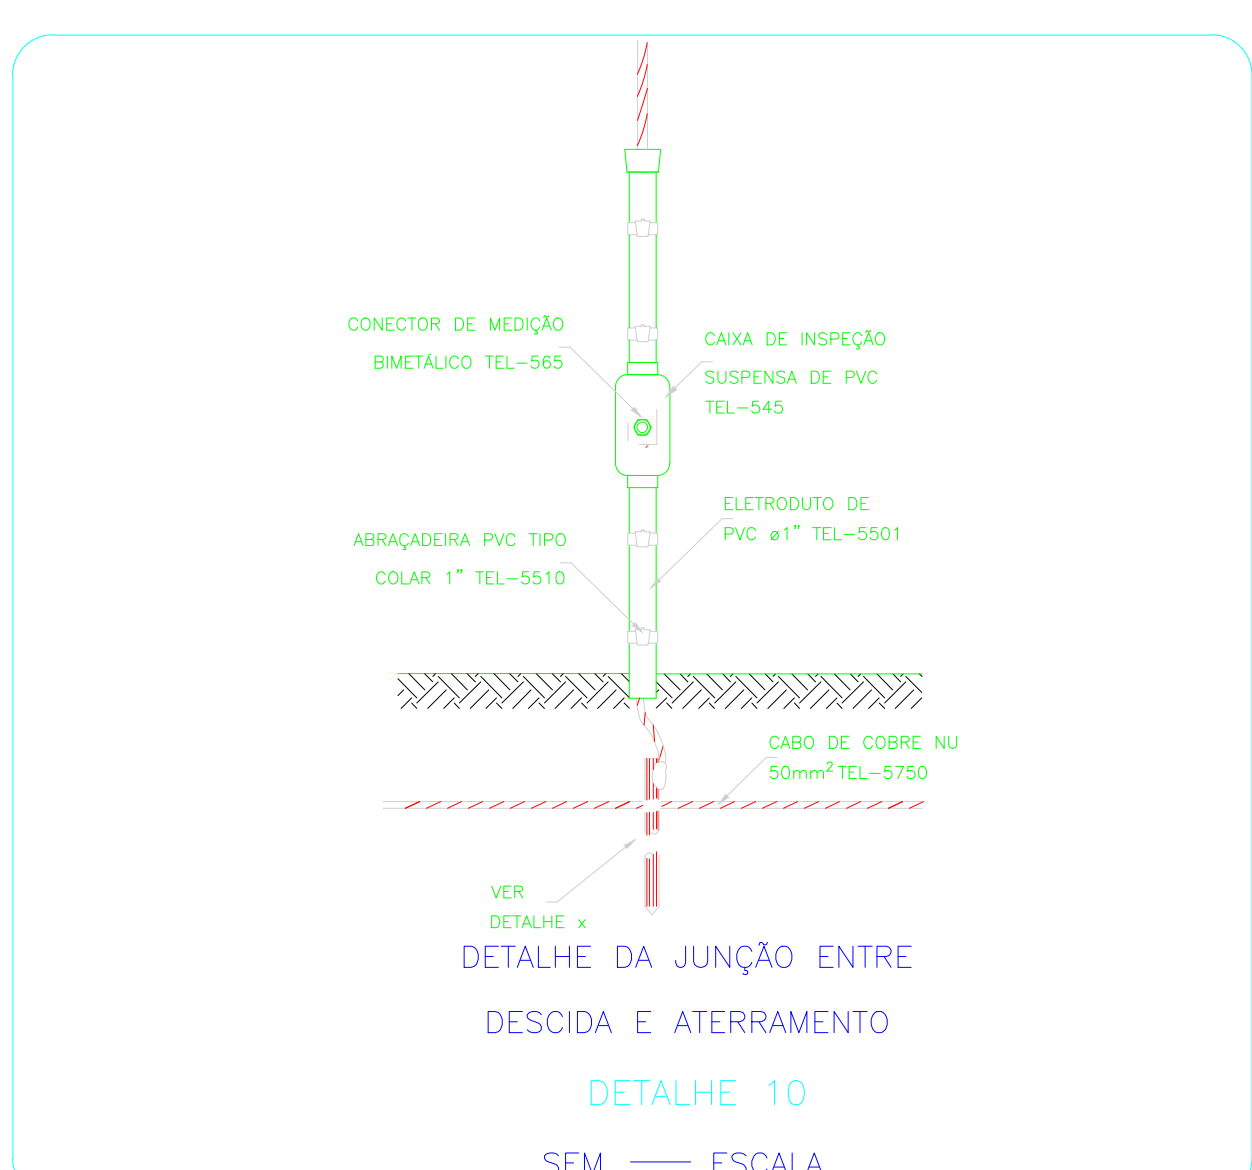 CONECTOR DE MEDIÇÃO
BIMETÁLICO TEL-565
CAIXA DE INSPEÇÃO
SUSPENSA DE PVC
TEL-545
ELETRODUTO DE
PVC ø1" TEL-5501
ABRAÇADEIRA PVC TIPO
COLAR 1" TEL-5510
CABO DE COBRE NU
50mm² TEL-5750
VER
DETALHE x
DETALHE DA JUNÇÃO ENTRE
DESCIDA E ATERRAMENTO
DETALHE 10
SEM — ESCALA